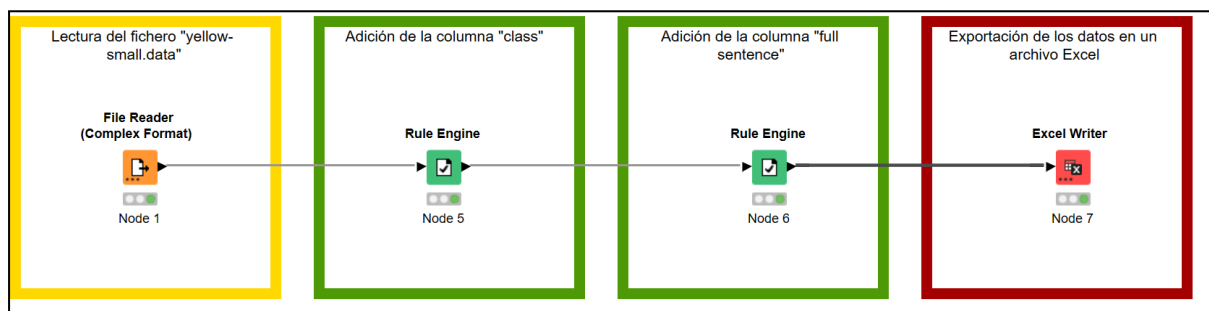 Lectura del fichero "yellow-
small.data"
Adición de la columna "class"
Adición de la columna "full
sentence"
Exportación de los datos en un
archivo Excel
File Reader
(Complex Format)
Rule Engine
Rule Engine
Excel Writer
Node 1
Node 5
Node 6
Node 7